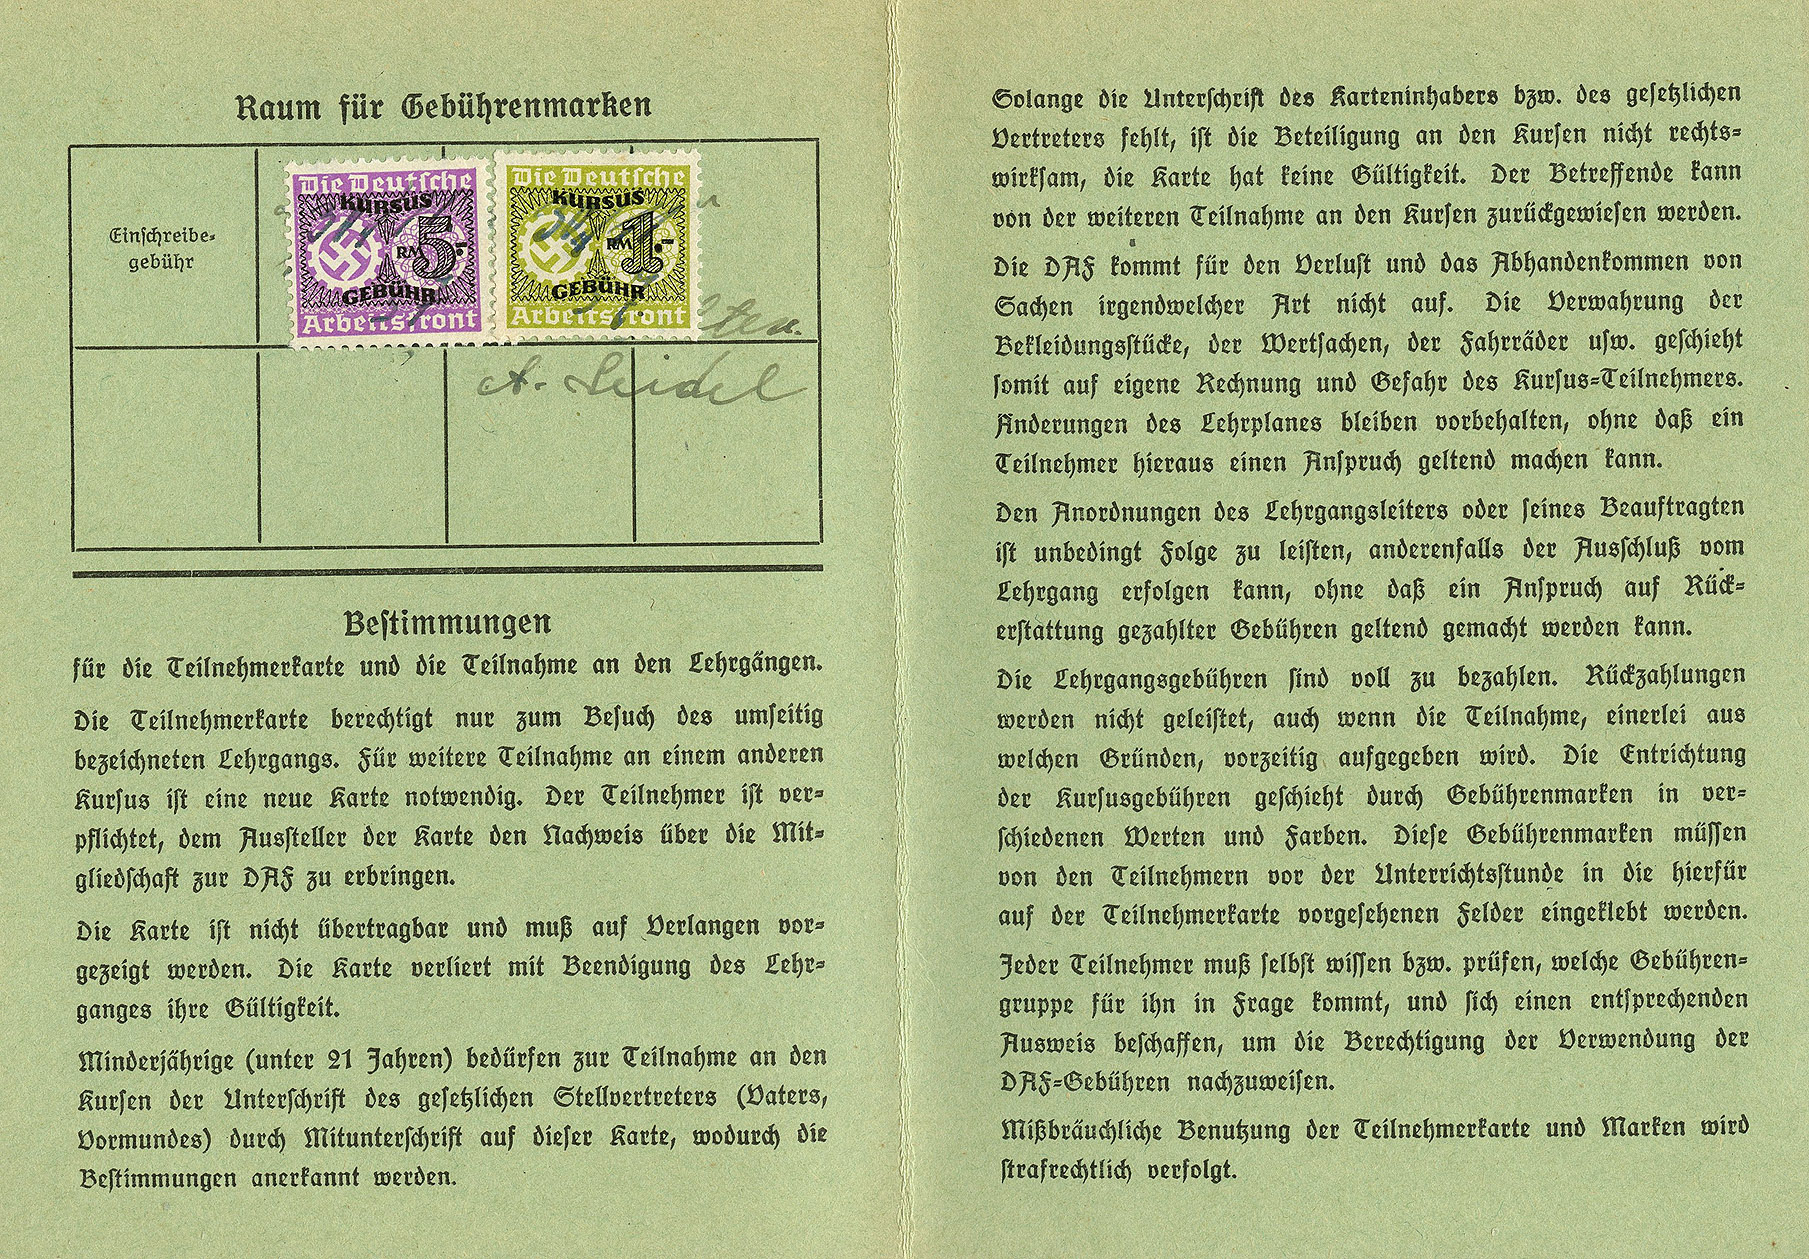 Raum für Gebührenmarken
Einschreibe-
gebühr
Die Deutsche
KURSUS
RM 5.-
GEBÜHR
Arbeitsfront
Die Deutsche
KURSUS
RM 1.-
GEBÜHR
Arbeitsfront
A. Seidel
Bestimmungen
für die Teilnehmerkarte und die Teilnahme an den Lehrgängen.
Die Teilnehmerkarte berechtigt nur zum Besuch des umseitig
bezeichneten Lehrgangs. Für weitere Teilnahme an einem anderen
Kursus ist eine neue Karte notwendig. Der Teilnehmer ist ver-
pflichtet, dem Aussteller der Karte den Nachweis über die Mit-
gliedschaft zur DAF zu erbringen.
Die Karte ist nicht übertragbar und muß auf Verlangen vor-
gezeigt werden. Die Karte verliert mit Beendigung des Lehr-
ganges ihre Gültigkeit.
Minderjährige (unter 21 Jahren) bedürfen zur Teilnahme an den
Kursen der Unterschrift des gesetzlichen Stellvertreters (Vaters,
Vormundes) durch Mitunterschrift auf dieser Karte, wodurch die
Bestimmungen anerkannt werden.
Solange die Unterschrift des Karteninhabers bzw. des gesetzlichen
Vertreters fehlt, ist die Beteiligung an den Kursen nicht rechts-
wirksam, die Karte hat keine Gültigkeit. Der Betreffende kann
von der weiteren Teilnahme an den Kursen zurückgewiesen werden.
Die DAF kommt für den Verlust und das Abhandenkommen von
Sachen irgendwelcher Art nicht auf. Die Verwahrung der
Bekleidungsstücke, der Wertsachen, der Fahrräder usw. geschieht
somit auf eigene Rechnung und Gefahr des Kursus-Teilnehmers.
Änderungen des Lehrplanes bleiben vorbehalten, ohne daß ein
Teilnehmer hieraus einen Anspruch geltend machen kann.
Den Anordnungen des Lehrgangsleiters oder seines Beauftragten
ist unbedingt Folge zu leisten, anderenfalls der Ausschluß vom
Lehrgang erfolgen kann, ohne daß ein Anspruch auf Rück-
erstattung gezahlter Gebühren geltend gemacht werden kann.
Die Lehrgangsgebühren sind voll zu bezahlen. Rückzahlungen
werden nicht geleistet, auch wenn die Teilnahme, einerlei aus
welchen Gründen, vorzeitig aufgegeben wird. Die Entrichtung
der Kursusgebühren geschieht durch Gebührenmarken in ver-
schiedenen Werten und Farben. Diese Gebührenmarken müssen
von den Teilnehmern vor der Unterrichtsstunde in die hierfür
auf der Teilnehmerkarte vorgesehenen Felder eingeklebt werden.
Jeder Teilnehmer muß selbst wissen bzw. prüfen, welche Gebühren-
gruppe für ihn in Frage kommt, und sich einen entsprechenden
Ausweis beschaffen, um die Berechtigung der Verwendung der
DAF-Gebühren nachzuweisen.
Mißbräuchliche Benutzung der Teilnehmerkarte und Marken wird
strafrechtlich verfolgt.